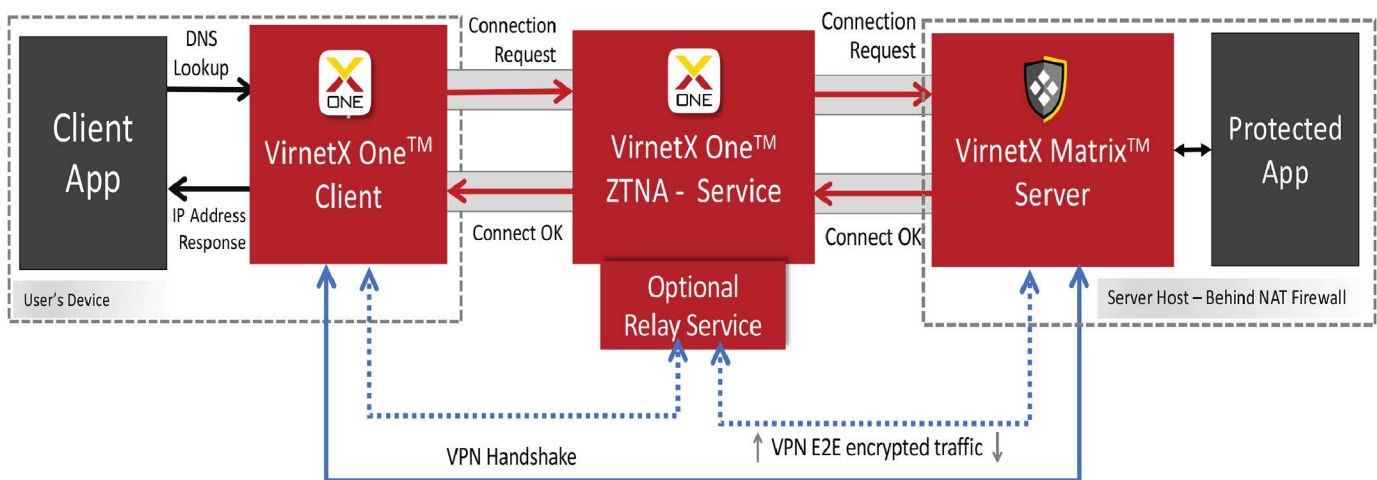 DNS
Lookup
Client
App
IP Address
Response
User's Device
ONE
VirnetX One™
Client
Connection
Request
Connect OK
ONE
VirnetX One™
ZTNA - Service
Optional
Relay Service
Connection
Request
Connect OK
VirnetX Matrix™
Server
Protected
App
Server Host – Behind NAT Firewall
VPN Handshake
VPN E2E encrypted traffic